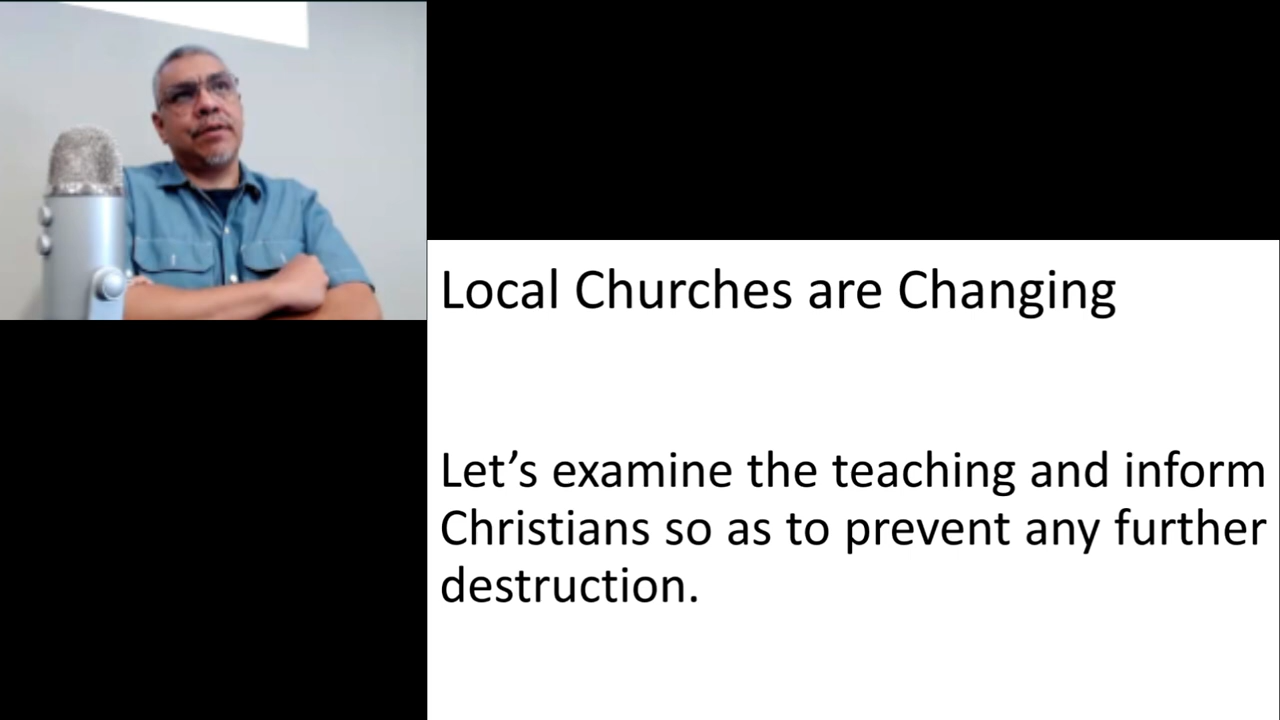 Local Churches are Changing
Let’s examine the teaching and inform
Christians so as to prevent any further
destruction.